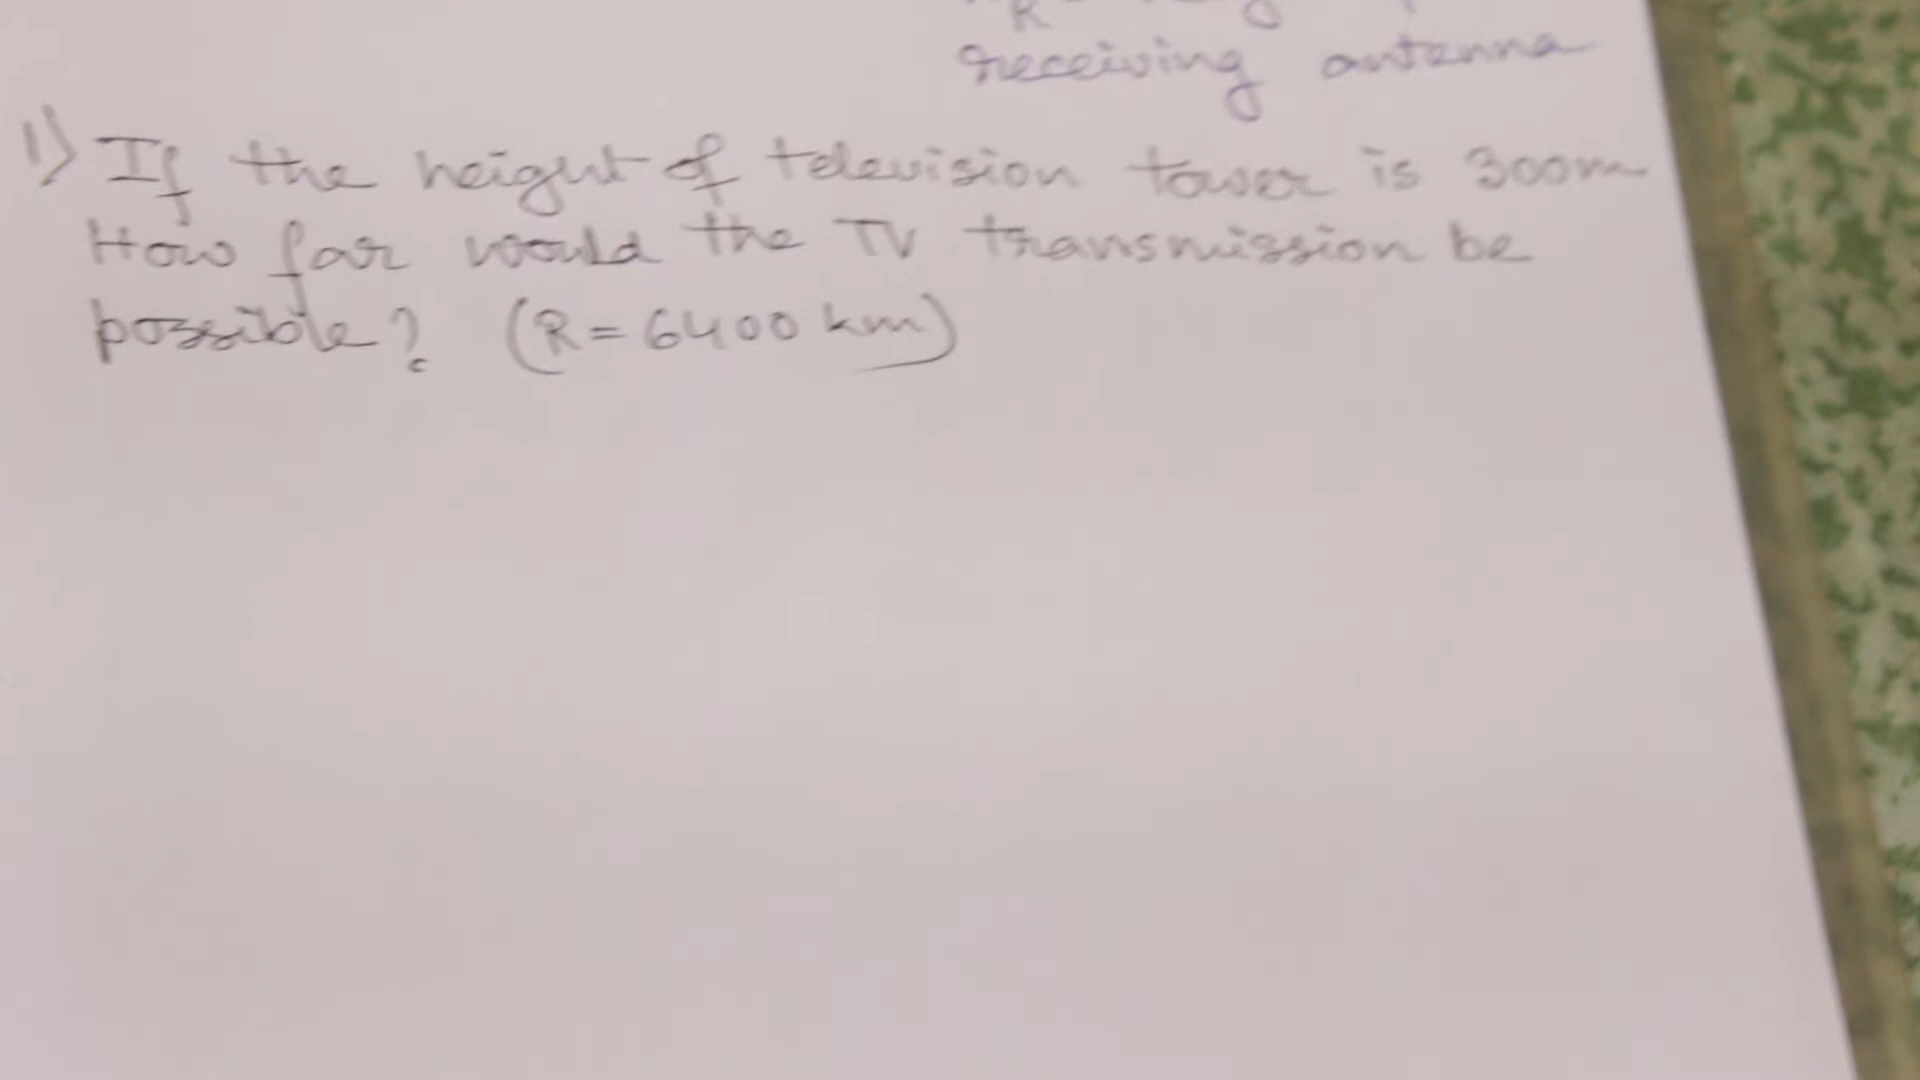 R
receiving antenna
1) If the height of television tower is 300m
How far would the TV transmission be
possible? (R = 6400 km)